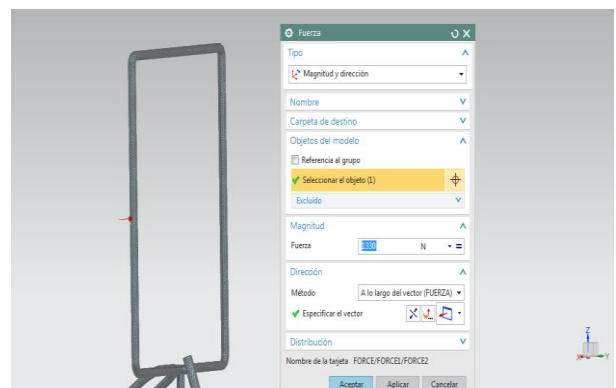 Fuerza
Tipo
Magnitud y dirección
Nombre
Carpeta de destino
Objetos del modelo
Referencia al grupo
Seleccionar el objeto (1)
Excluido
Magnitud
Fuerza N =
Dirección
Método A lo largo del vector (FUERZA)
Especificar el vector
Distribución
Nombre de la tarjeta FORCE/FORCE1/FORCE2
Aceptar Aplicar Cancelar
Z
X Y